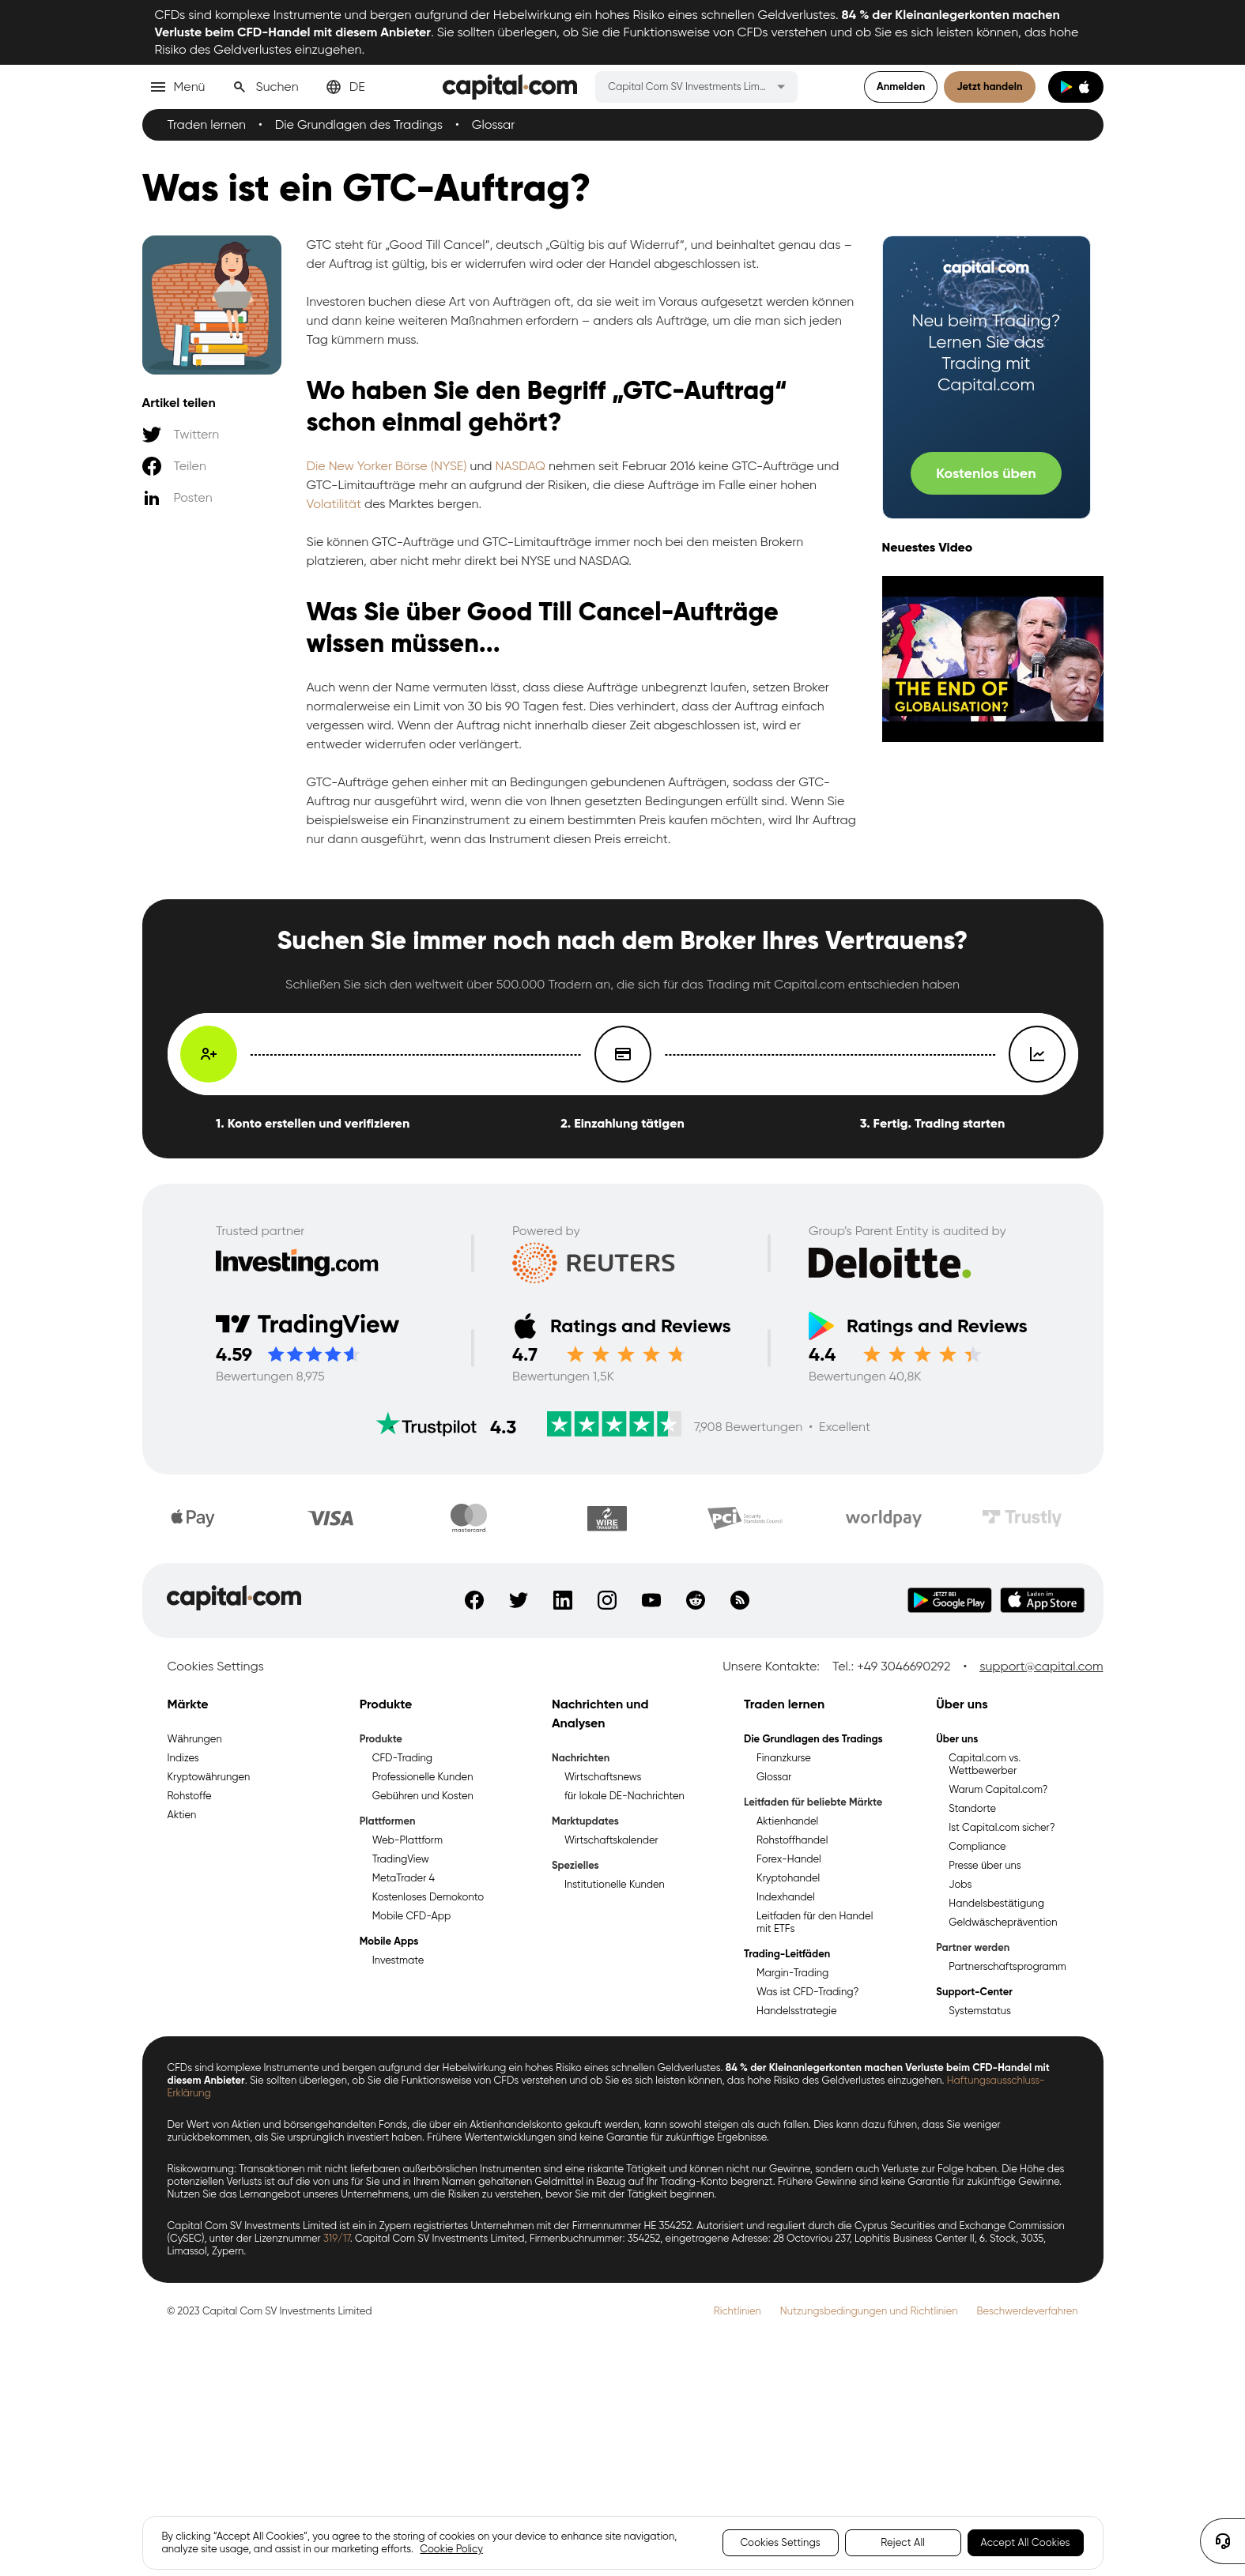 CFDs sind komplexe Instrumente und bergen aufgrund der Hebelwirkung ein hohes Risiko eines schnellen Geldverlustes. 84 % der Kleinanlegerkonten machen
Verluste beim CFD-Handel mit diesem Anbieter. Sie sollten überlegen, ob Sie die Funktionsweise von CFDs verstehen und ob Sie es sich leisten können, das hohe
Risiko des Geldverlustes einzugehen.
Menü Suchen DE capital.com Capital Com SV Investments Lim... Anmelden Jetzt handeln
Traden lernen • Die Grundlagen des Tradings • Glossar
Was ist ein GTC-Auftrag?
Artikel teilen
Twittern
Teilen
Posten
GTC steht für „Good Till Cancel“, deutsch „Gültig bis auf Widerruf“, und beinhaltet genau das –
der Auftrag ist gültig, bis er widerrufen wird oder der Handel abgeschlossen ist.
Investoren buchen diese Art von Aufträgen oft, da sie weit im Voraus aufgesetzt werden können
und dann keine weiteren Maßnahmen erfordern – anders als Aufträge, um die man sich jeden
Tag kümmern muss.
Wo haben Sie den Begriff „GTC-Auftrag“
schon einmal gehört?
Die New Yorker Börse (NYSE) und NASDAQ nehmen seit Februar 2016 keine GTC-Aufträge und
GTC-Limitaufträge mehr an aufgrund der Risiken, die diese Aufträge im Falle einer hohen
Volatilität des Marktes bergen.
Sie können GTC-Aufträge und GTC-Limitaufträge immer noch bei den meisten Brokern
platzieren, aber nicht mehr direkt bei NYSE und NASDAQ.
Was Sie über Good Till Cancel-Aufträge
wissen müssen...
Auch wenn der Name vermuten lässt, dass diese Aufträge unbegrenzt laufen, setzen Broker
normalerweise ein Limit von 30 bis 90 Tagen fest. Dies verhindert, dass der Auftrag einfach
vergessen wird. Wenn der Auftrag nicht innerhalb dieser Zeit abgeschlossen ist, wird er
entweder widerrufen oder verlängert.
GTC-Aufträge gehen einher mit an Bedingungen gebundenen Aufträgen, sodass der GTC-
Auftrag nur ausgeführt wird, wenn die von Ihnen gesetzten Bedingungen erfüllt sind. Wenn Sie
beispielsweise ein Finanzinstrument zu einem bestimmten Preis kaufen möchten, wird Ihr Auftrag
nur dann ausgeführt, wenn das Instrument diesen Preis erreicht.
capital.com
Neu beim Trading?
Lernen Sie das
Trading mit
Capital.com
Kostenlos üben
Neuestes Video
THE END OF
GLOBALISATION?
Suchen Sie immer noch nach dem Broker Ihres Vertrauens?
Schließen Sie sich den weltweit über 500.000 Tradern an, die sich für das Trading mit Capital.com entschieden haben
1. Konto erstellen und verifizieren
2. Einzahlung tätigen
3. Fertig. Trading starten
Trusted partner
Investing.com
Powered by
REUTERS
Group's Parent Entity is audited by
Deloitte.
TradingView
4.59
Bewertungen 8,975
Ratings and Reviews
4.7
Bewertungen 1,5K
Ratings and Reviews
4.4
Bewertungen 40,8K
Trustpilot 4.3 7,908 Bewertungen • Excellent
Pay VISA mastercard WIRE TRANSFER PCI Security Standards Council worldpay Trustly
capital.com JETZT BEI Google Play Laden im App Store
Cookies Settings
Unsere Kontakte: Tel.: +49 3046690292 • support@capital.com
Märkte
Währungen
Indizes
Kryptowährungen
Rohstoffe
Aktien
Produkte
Produkte
CFD-Trading
Professionelle Kunden
Gebühren und Kosten
Plattformen
Web-Plattform
TradingView
MetaTrader 4
Kostenloses Demokonto
Mobile CFD-App
Mobile Apps
Investmate
Nachrichten und
Analysen
Nachrichten
Wirtschaftsnews
für lokale DE-Nachrichten
Marktupdates
Wirtschaftskalender
Spezielles
Institutionelle Kunden
Traden lernen
Die Grundlagen des Tradings
Finanzkurse
Glossar
Leitfaden für beliebte Märkte
Aktienhandel
Rohstoffhandel
Forex-Handel
Kryptohandel
Indexhandel
Leitfaden für den Handel
mit ETFs
Trading-Leitfäden
Margin-Trading
Was ist CFD-Trading?
Handelsstrategie
Über uns
Über uns
Capital.com vs.
Wettbewerber
Warum Capital.com?
Standorte
Ist Capital.com sicher?
Compliance
Presse über uns
Jobs
Handelsbestätigung
Geldwäscheprävention
Partner werden
Partnerschaftsprogramm
Support-Center
Systemstatus
CFDs sind komplexe Instrumente und bergen aufgrund der Hebelwirkung ein hohes Risiko eines schnellen Geldverlustes. 84 % der Kleinanlegerkonten machen Verluste beim CFD-Handel mit
diesem Anbieter. Sie sollten überlegen, ob Sie die Funktionsweise von CFDs verstehen und ob Sie es sich leisten können, das hohe Risiko des Geldverlustes einzugehen. Haftungsausschluss-
Erklärung
Der Wert von Aktien und börsengehandelten Fonds, die über ein Aktienhandelskonto gekauft werden, kann sowohl steigen als auch fallen. Dies kann dazu führen, dass Sie weniger
zurückbekommen, als Sie ursprünglich investiert haben. Frühere Wertentwicklungen sind keine Garantie für zukünftige Ergebnisse.
Risikowarnung: Transaktionen mit nicht lieferbaren außerbörslichen Instrumenten sind eine riskante Tätigkeit und können nicht nur Gewinne, sondern auch Verluste zur Folge haben. Die Höhe des
potenziellen Verlusts ist auf die von uns für Sie und in Ihrem Namen gehaltenen Geldmittel in Bezug auf Ihr Trading-Konto begrenzt. Frühere Gewinne sind keine Garantie für zukünftige Gewinne.
Nutzen Sie das Lernangebot unseres Unternehmens, um die Risiken zu verstehen, bevor Sie mit der Tätigkeit beginnen.
Capital Com SV Investments Limited ist ein in Zypern registriertes Unternehmen mit der Firmennummer HE 354252. Autorisiert und reguliert durch die Cyprus Securities and Exchange Commission
(CySEC), unter der Lizenznummer 319/17. Capital Com SV Investments Limited, Firmenbuchnummer: 354252, eingetragene Adresse: 28 Octovriou 237, Lophitis Business Center II, 6. Stock, 3035,
Limassol, Zypern.
© 2023 Capital Com SV Investments Limited
Richtlinien Nutzungsbedingungen und Richtlinien Beschwerdeverfahren
By clicking “Accept All Cookies”, you agree to the storing of cookies on your device to enhance site navigation,
analyze site usage, and assist in our marketing efforts. Cookie Policy
Cookies Settings Reject All Accept All Cookies